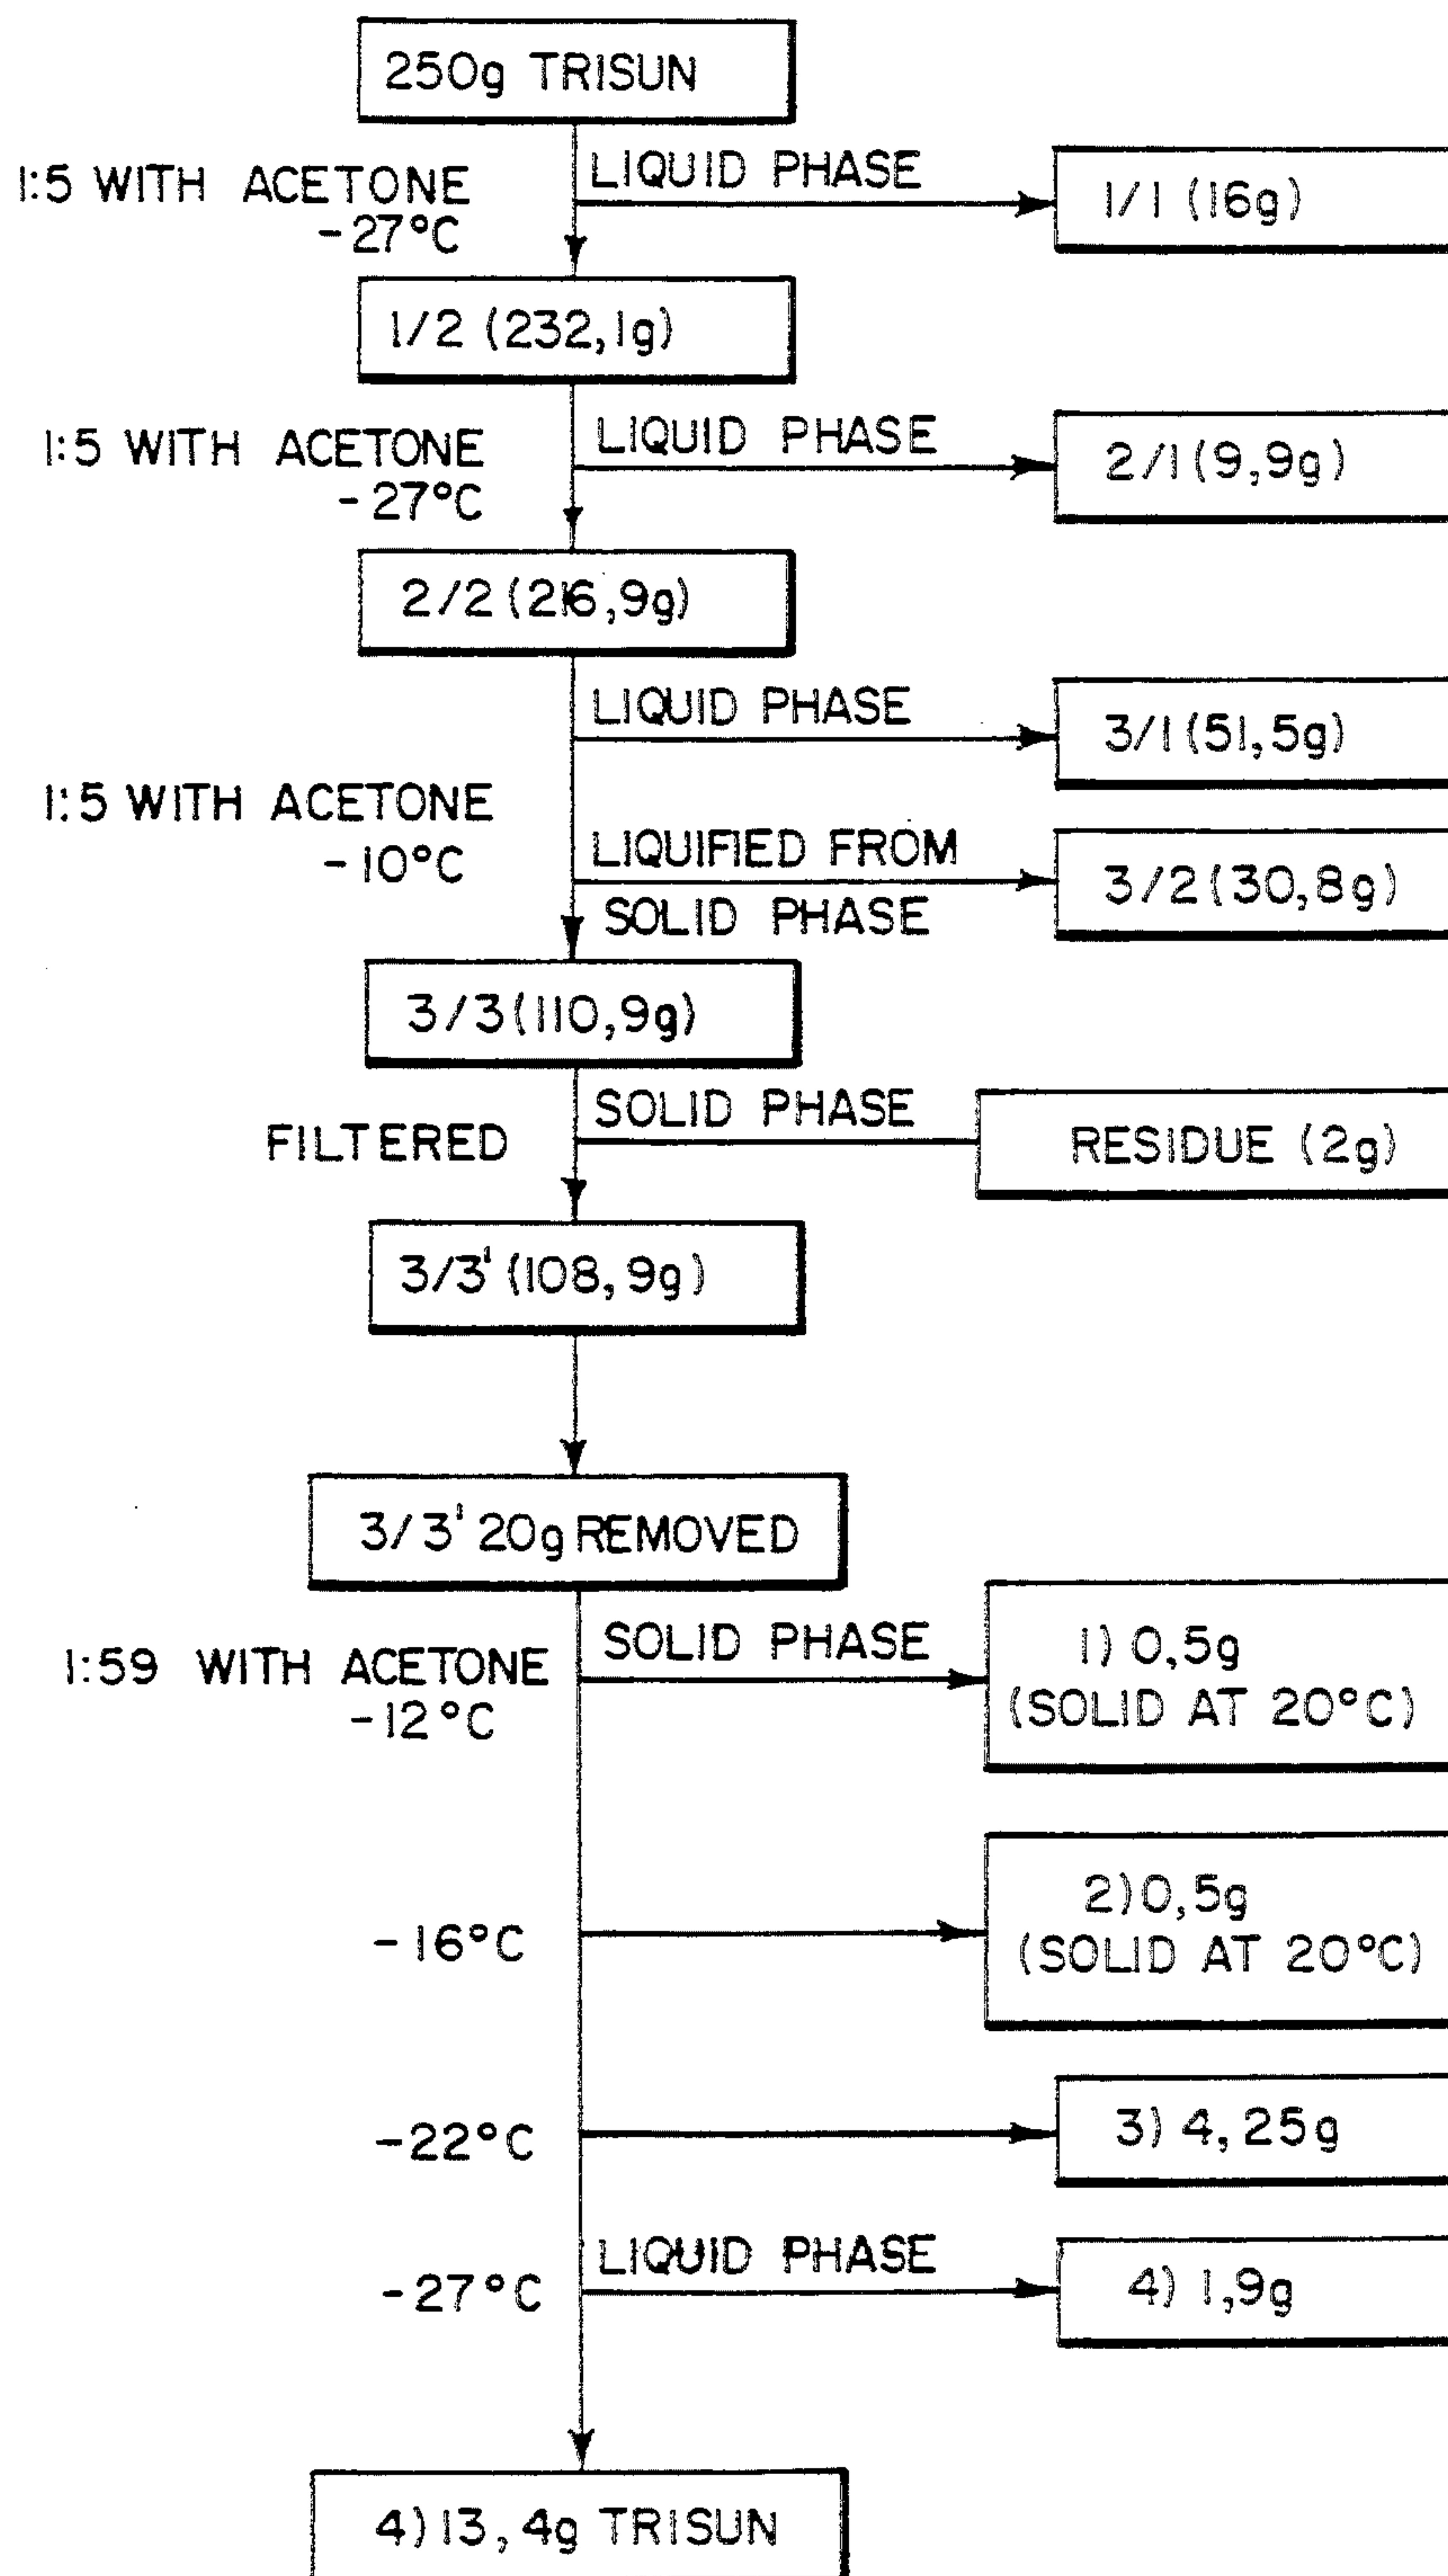 250g TRISUN
1:5 WITH ACETONE
-27°C
LIQUID PHASE
1/1 (16g)
1/2 (232,1g)
1:5 WITH ACETONE
-27°C
LIQUID PHASE
2/1 (9,9g)
2/2 (216,9g)
LIQUID PHASE
3/1 (51,5g)
1:5 WITH ACETONE
-10°C
LIQUIFIED FROM
SOLID PHASE
3/2 (30,8g)
3/3 (110,9g)
FILTERED
SOLID PHASE
RESIDUE (2g)
3/3' (108,9g)
3/3' 20g REMOVED
1:59 WITH ACETONE
-12°C
SOLID PHASE
1) 0,5g
(SOLID AT 20°C)
-16°C
2) 0,5g
(SOLID AT 20°C)
-22°C
3) 4,25g
-27°C
LIQUID PHASE
4) 1,9g
4) 13,4g TRISUN